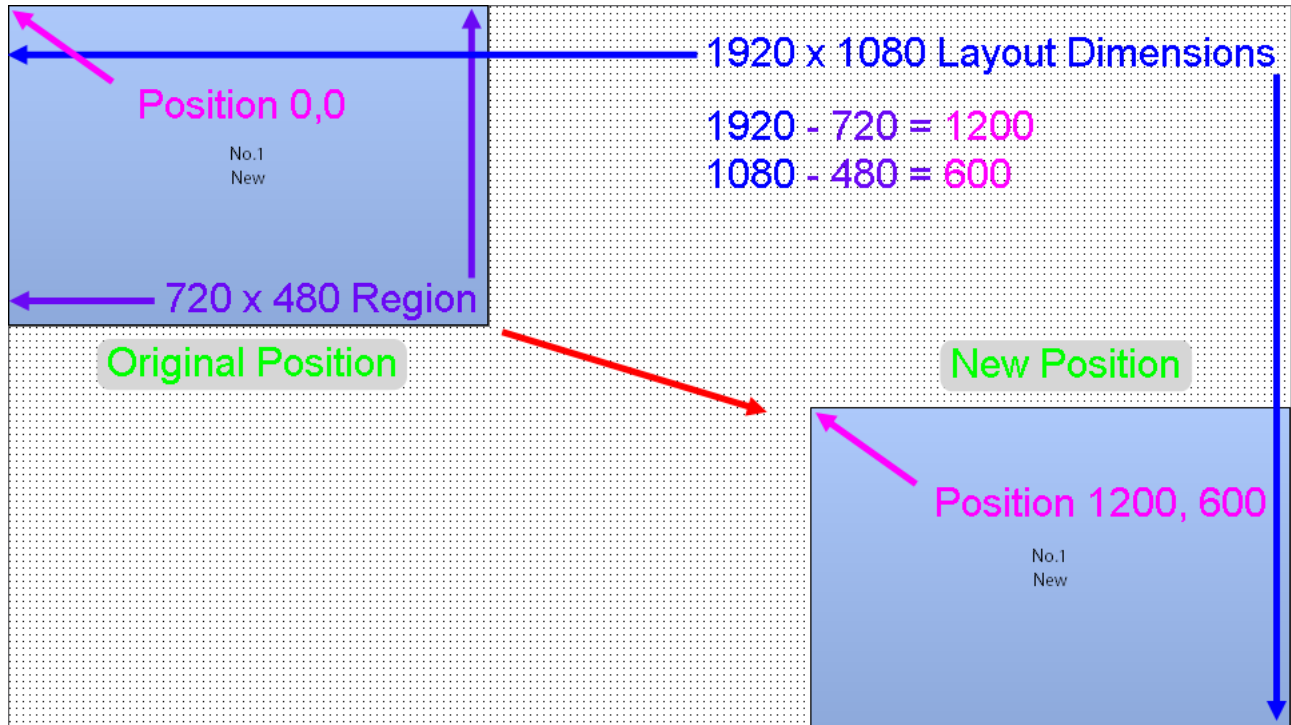 1920 x 1080 Layout Dimensions
Position 0,0
1920 - 720 = 1200
No.1
New
1080 - 480 = 600
720 x 480 Region
Original Position
New Position
Position 1200, 600
No.1
New